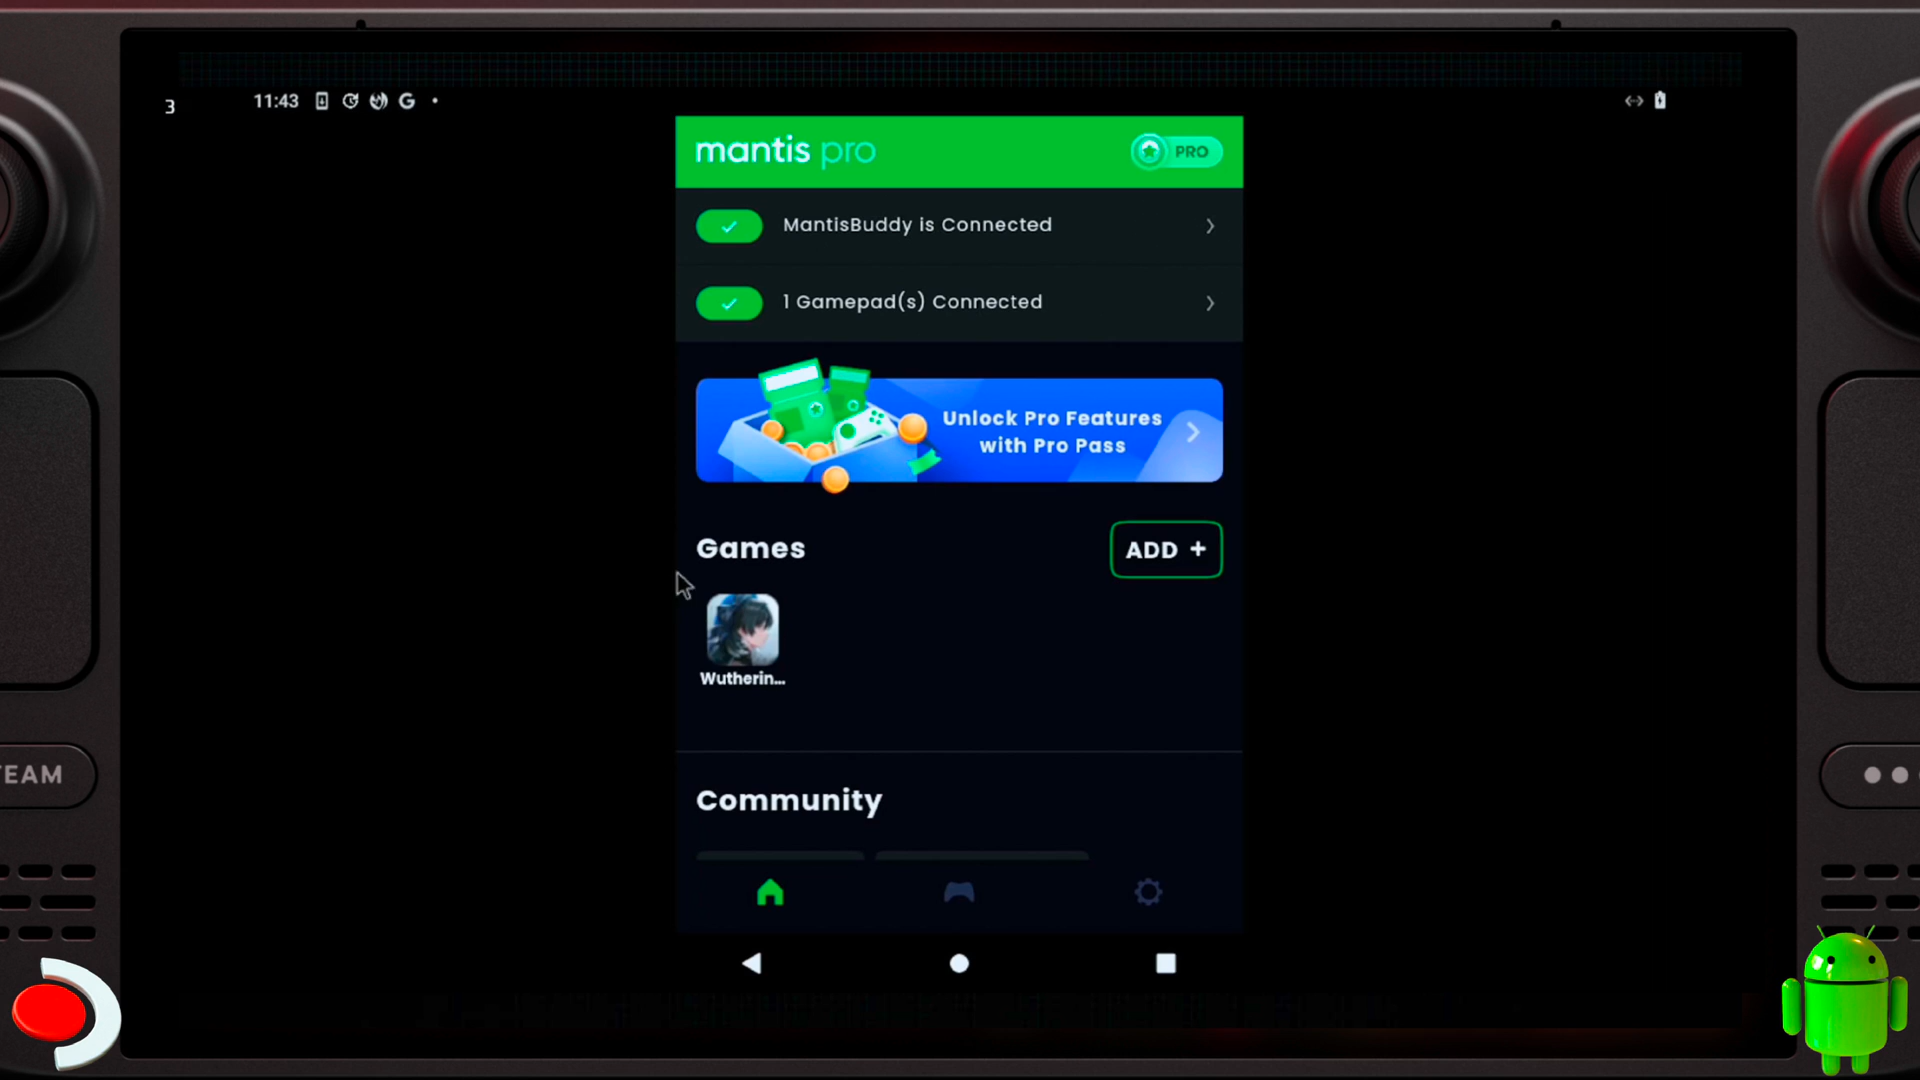 3
11:43
G
mantis pro
PRO
MantisBuddy is Connected
1 Gamepad(s) Connected
Unlock Pro Features
with Pro Pass
Games
ADD +
Wutherin...
Community
TEAM